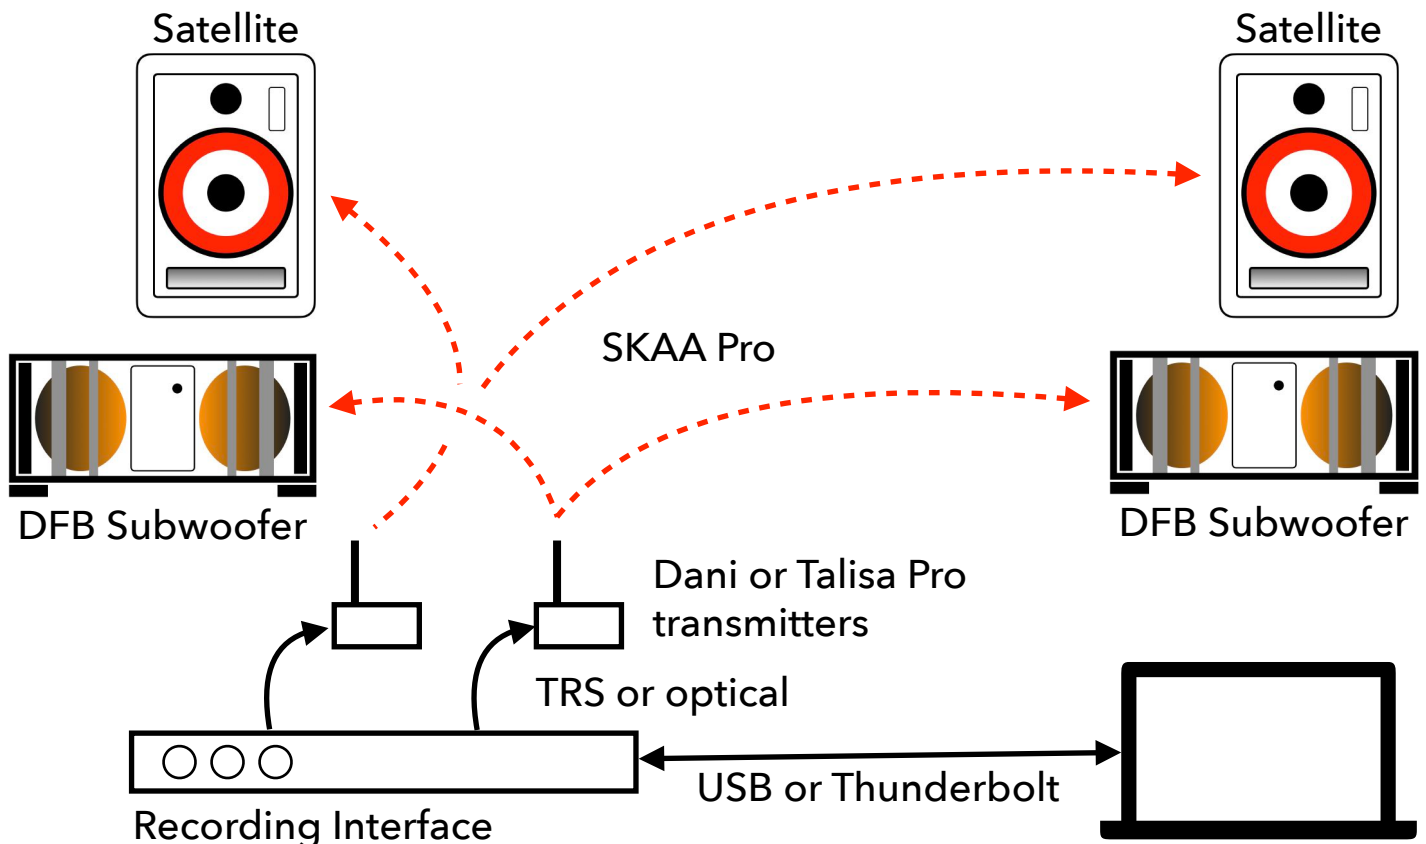 Satellite
Satellite
SKAA Pro
DFB Subwoofer
DFB Subwoofer
Dani or Talisa Pro
transmitters
TRS or optical
USB or Thunderbolt
Recording Interface